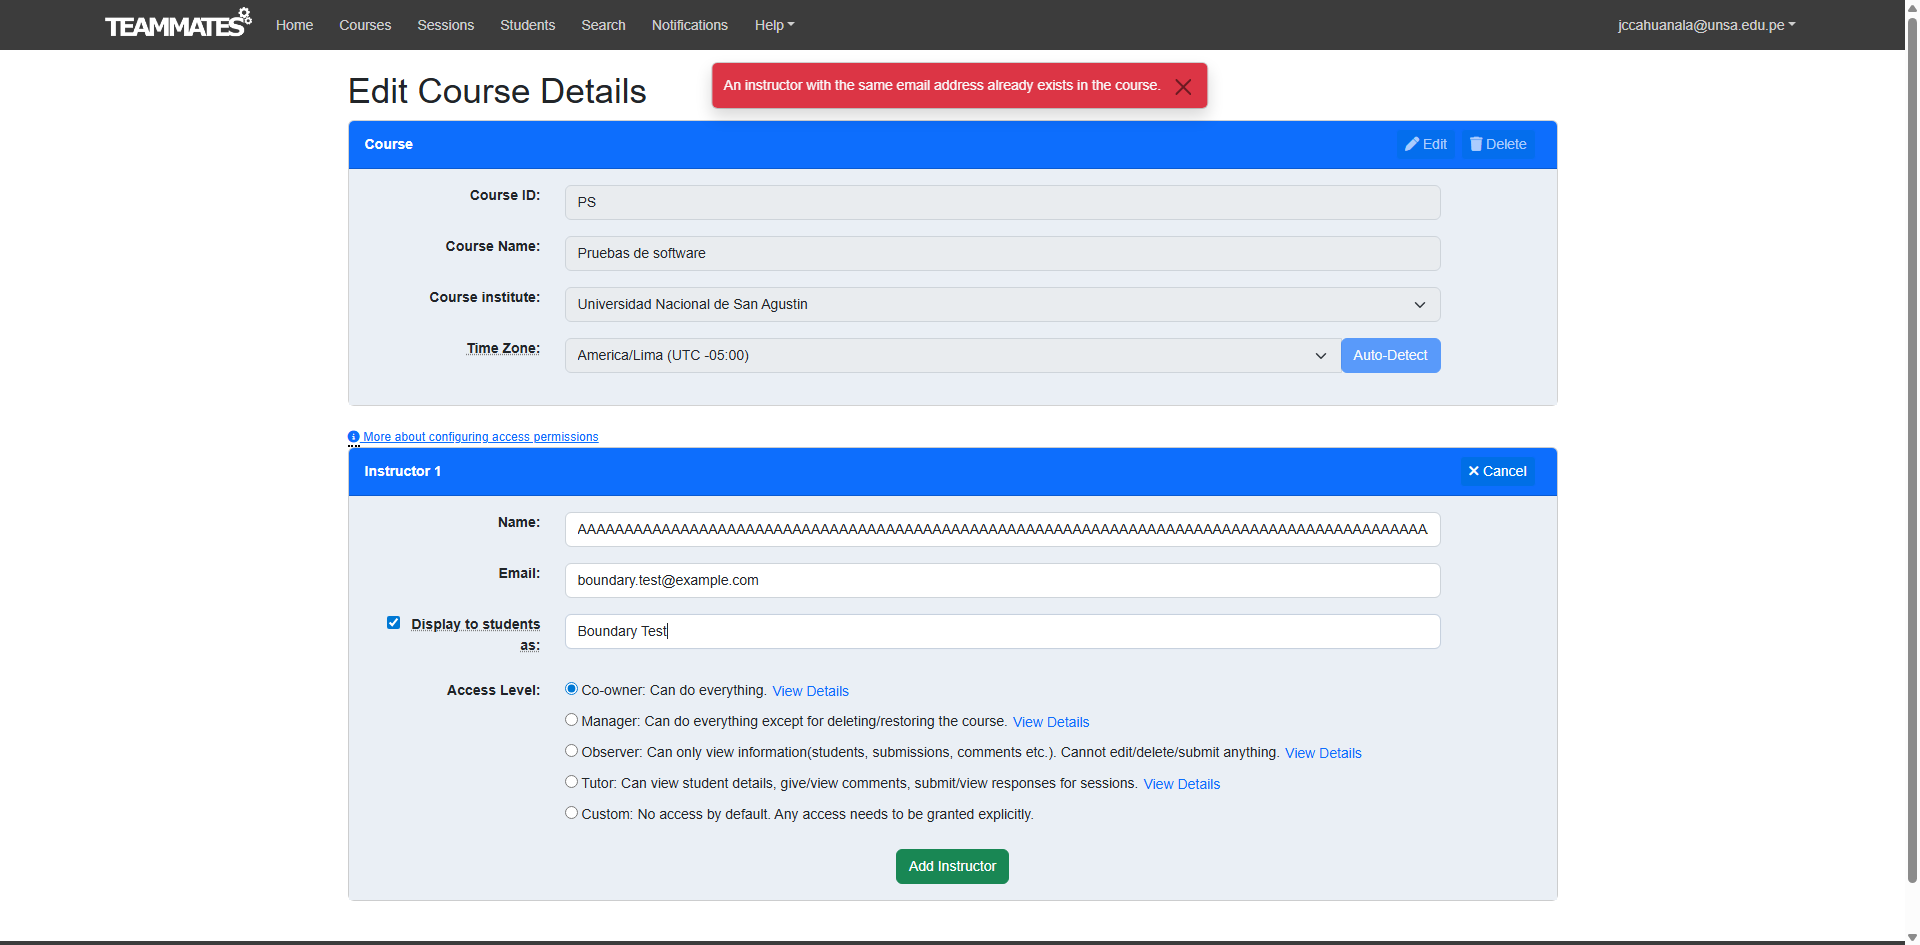 TEAMMATES Home Courses Sessions Students Search Notifications Help jccahuanala@unsa.edu.pe
An instructor with the same email address already exists in the course.
Edit Course Details
Course Edit Delete
Course ID: PS
Course Name: Pruebas de software
Course institute: Universidad Nacional de San Agustin
Time Zone: America/Lima (UTC -05:00) Auto-Detect
More about configuring access permissions
Instructor 1 Cancel
Name:
Email: boundary.test@example.com
Display to students as: Boundary Test
Access Level: Co-owner: Can do everything. View Details
Manager: Can do everything except for deleting/restoring the course. View Details
Observer: Can only view information(students, submissions, comments etc.). Cannot edit/delete/submit anything. View Details
Tutor: Can view student details, give/view comments, submit/view responses for sessions. View Details
Custom: No access by default. Any access needs to be granted explicitly.
Add Instructor